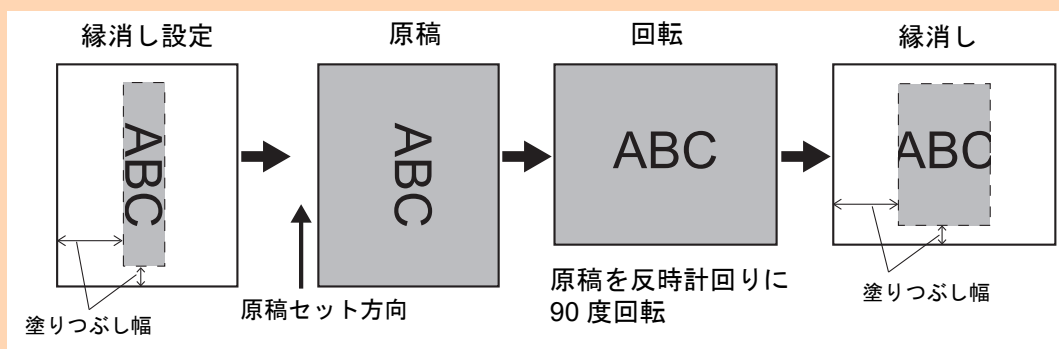 縁消し設定
原稿
回転
縁消し
ABC
ABC
ABC
ABC
塗りつぶし幅
原稿セット方向
原稿を反時計回りに
90 度回転
塗りつぶし幅